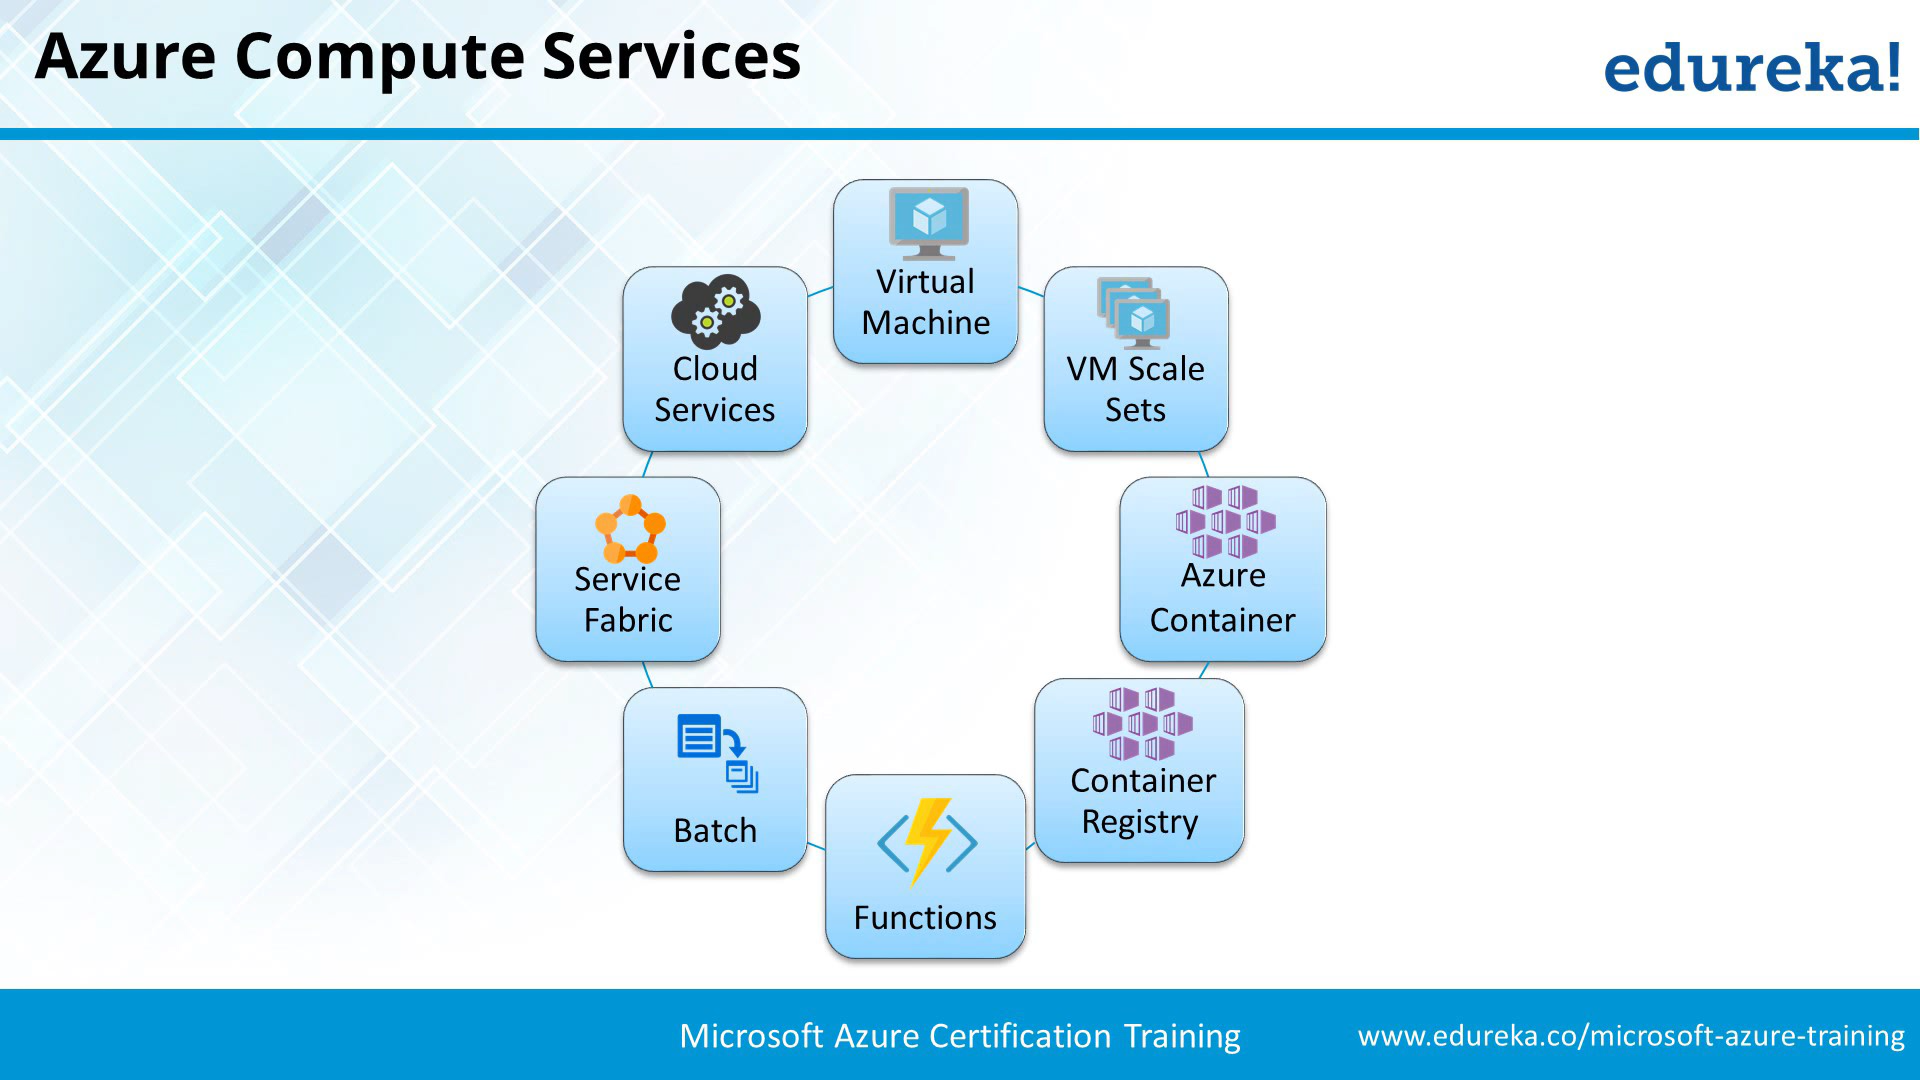 Azure Compute Services
edureka!
Virtual
Machine
Cloud
Services
VM Scale
Sets
Service
Fabric
Azure
Container
Batch
Container
Registry
Functions
Microsoft Azure Certification Training
www.edureka.co/microsoft-azure-training